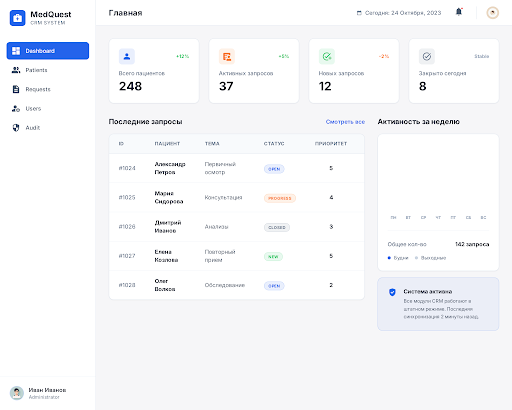 MedQuest
CRM SYSTEM
Dashboard
Patients
Requests
Users
Audit
Иван Иванов
Administrator
Главная
Сегодня: 24 Октября, 2023
+12%
Всего пациентов
248
+5%
Активных запросов
37
-2%
Новых запросов
12
Stable
Закрыто сегодня
8
Последние запросы
Смотреть все
ID ПАЦИЕНТ ТЕМА СТАТУС ПРИОРИТЕТ
#1024 Александр Петров Первичный осмотр OPEN 5
#1025 Мария Сидорова Консультация PROGRESS 4
#1026 Дмитрий Иванов Анализы CLOSED 3
#1027 Елена Козлова Повторный прием NEW 5
#1028 Олег Волков Обследование OPEN 2
Активность за неделю
ПН ВТ СР ЧТ ПТ СБ ВС
Общее кол-во 142 запроса
Будни Выходные
Система активна
Все модули CRM работают в
штатном режиме. Последняя
синхронизация 2 минуты назад.